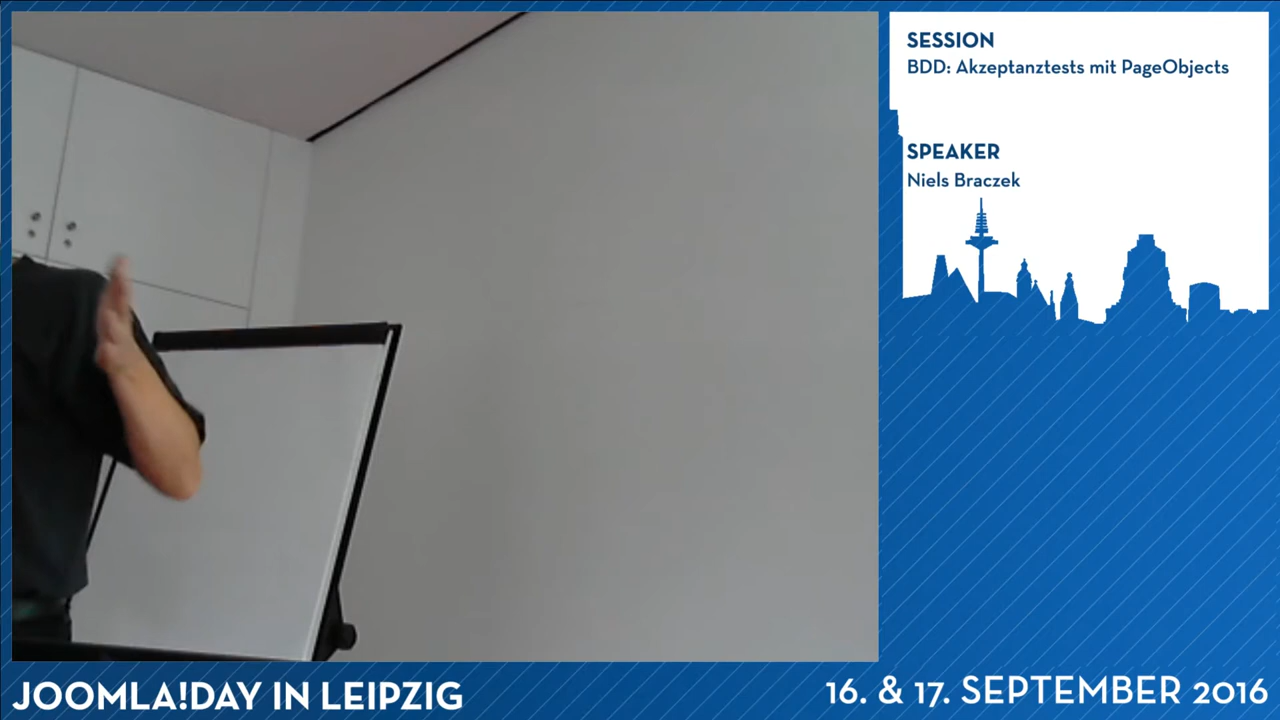 SESSION
BDD: Akzeptanztests mit PageObjects
SPEAKER
Niels Braczek
JOOMLA!DAY IN LEIPZIG
16. & 17. SEPTEMBER 2016